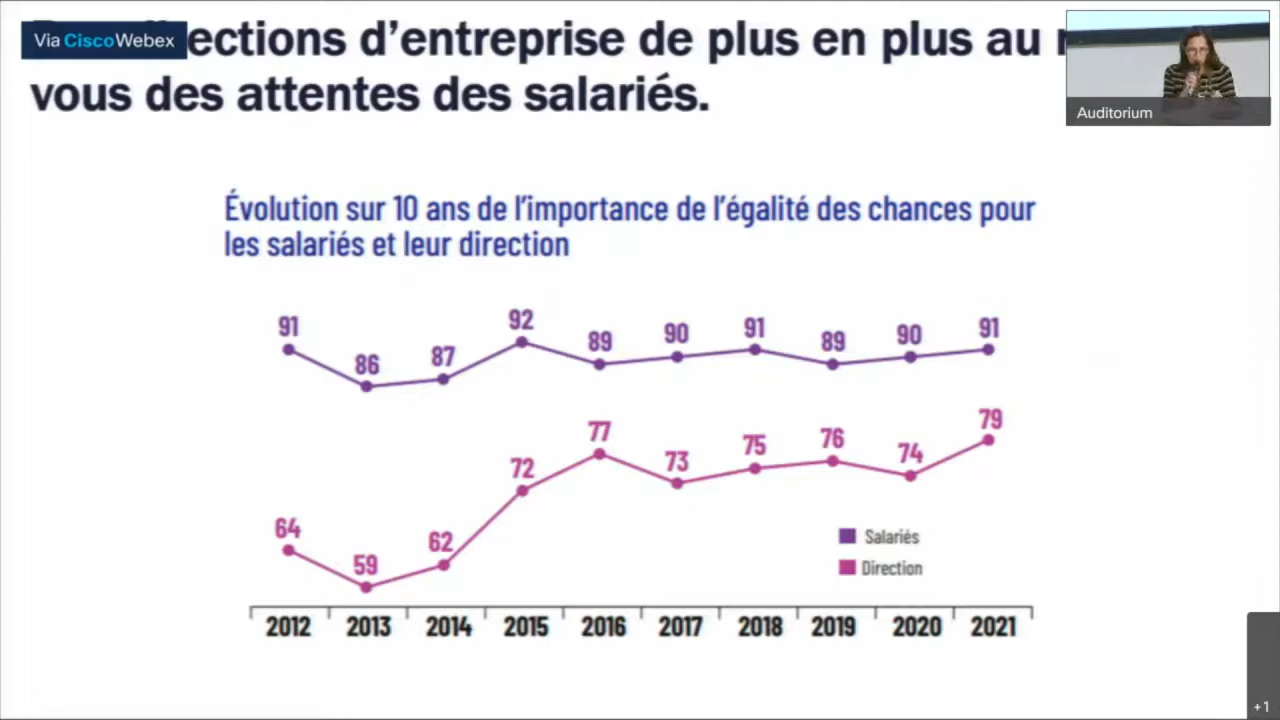 Via CiscoWebex
ections d’entreprise de plus en plus au
vous des attentes des salariés.
Auditorium
Évolution sur 10 ans de l’importance de l’égalité des chances pour
les salariés et leur direction
91 86 87 92 89 90 91 89 90 91
64 59 62 72 77 73 75 76 74 79
Salariés
Direction
2012 2013 2014 2015 2016 2017 2018 2019 2020 2021
+1